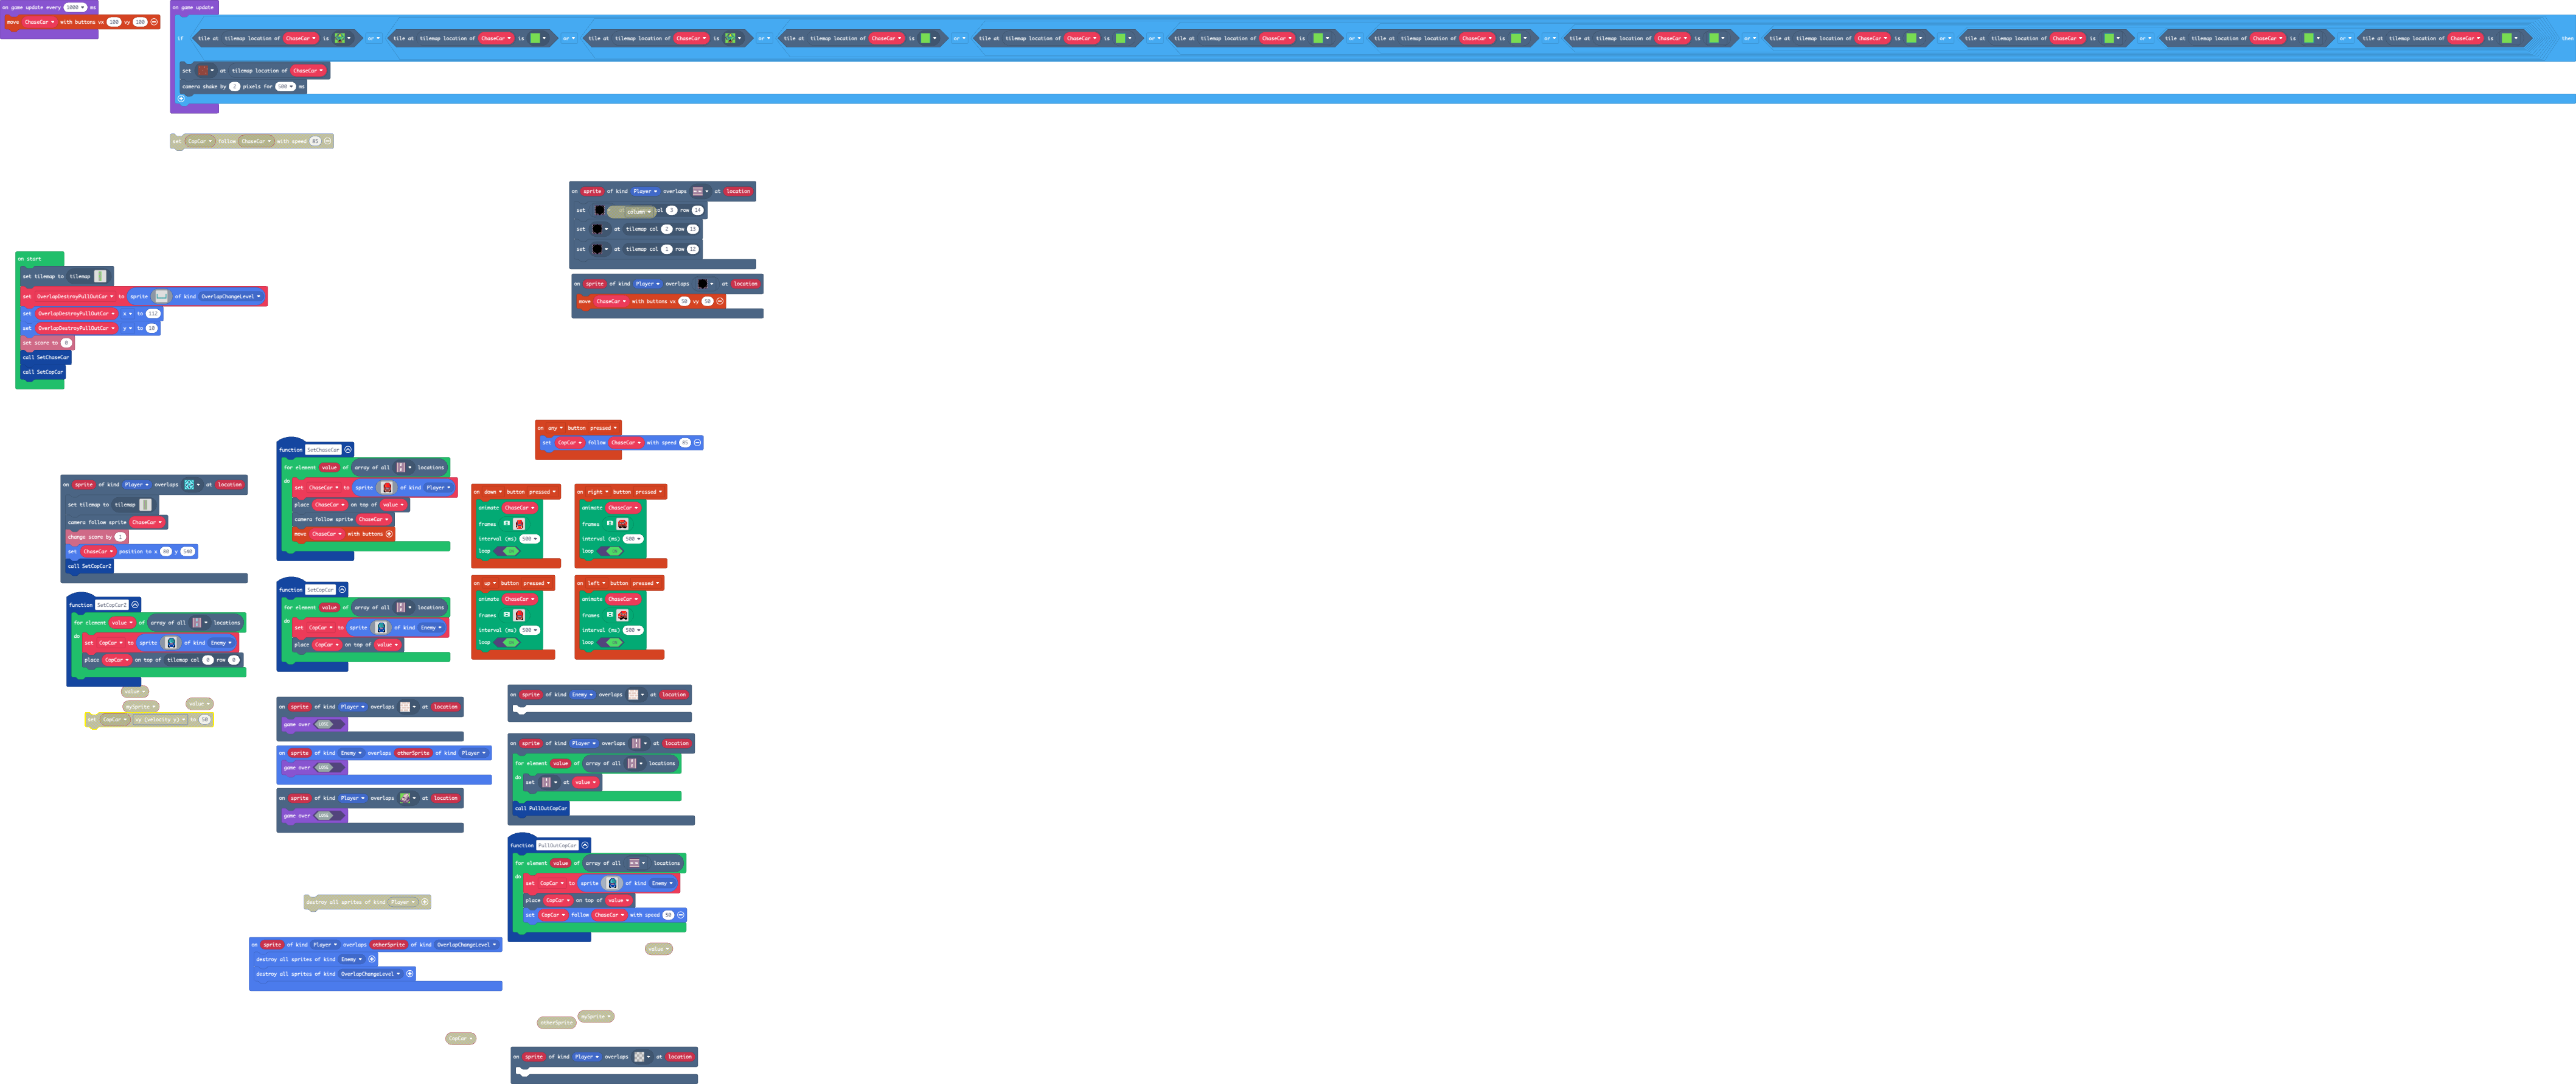 on game update every 1000 ms
move ChaseCar with buttons vx 100 vy 100
on game update
if tile at tilemap location of ChaseCar is or tile at tilemap location of ChaseCar is or tile at tilemap location of ChaseCar is or tile at tilemap location of ChaseCar is or tile at tilemap location of ChaseCar is or tile at tilemap location of ChaseCar is or tile at tilemap location of ChaseCar is or tile at tilemap location of ChaseCar is or tile at tilemap location of ChaseCar is or tile at tilemap location of ChaseCar is or tile at tilemap location of ChaseCar is or tile at tilemap location of ChaseCar is then
set at tilemap location of ChaseCar
camera shake by 2 pixels for 500 ms
set CopCar follow ChaseCar with speed
on sprite of kind Player overlaps at location
set column col row 14
set at tilemap col 2 row 13
set at tilemap col 1 row 12
on sprite of kind Player overlaps at location
move ChaseCar with buttons vx 50 vy 50
on start
set tilemap to tilemap
set OverlapDestroyPullOutCar to sprite of kind OverlapChangeLevel
set OverlapDestroyPullOutCar x to 112
set OverlapDestroyPullOutCar y to 10
set score to 0
call SetChaseCar
call SetCopCar
on any button pressed
set CopCar follow ChaseCar with speed
function SetChaseCar
for element value of array of all locations
do
set ChaseCar to sprite of kind Player
place ChaseCar on top of value
camera follow sprite ChaseCar
move ChaseCar with buttons
on sprite of kind Player overlaps at location
set tilemap to tilemap
camera follow sprite ChaseCar
change score by 1
set ChaseCar position to x 80 y 540
call SetCopCar2
on down button pressed
animate ChaseCar
frames
interval (ms) 500
loop
on right button pressed
animate ChaseCar
frames
interval (ms) 500
loop
function SetCopCar
for element value of array of all locations
do
set CopCar to sprite of kind Enemy
place CopCar on top of value
on up button pressed
animate ChaseCar
frames
interval (ms) 500
loop
on left button pressed
animate ChaseCar
frames
interval (ms) 500
loop
function SetCopCar2
for element value of array of all locations
do
set CopCar to sprite of kind Enemy
place CopCar on top of tilemap col 0 row 0
value
mySprite
value
set CopCar vy (velocity y) to 50
on sprite of kind Player overlaps at location
game over
on sprite of kind Enemy overlaps otherSprite of kind Player
game over
on sprite of kind Player overlaps at location
game over
on sprite of kind Enemy overlaps at location
on sprite of kind Player overlaps at location
for element value of array of all locations
do
set at value
call PullOutCopCar
function PullOutCopCar
for element value of array of all locations
do
set CopCar to sprite of kind Enemy
place CopCar on top of value
set CopCar follow ChaseCar with speed 50
value
destroy all sprites of kind Player
on sprite of kind Player overlaps otherSprite of kind OverlapChangeLevel
destroy all sprites of kind Enemy
destroy all sprites of kind OverlapChangeLevel
otherSprite
mySprite
CopCar
on sprite of kind Player overlaps at location